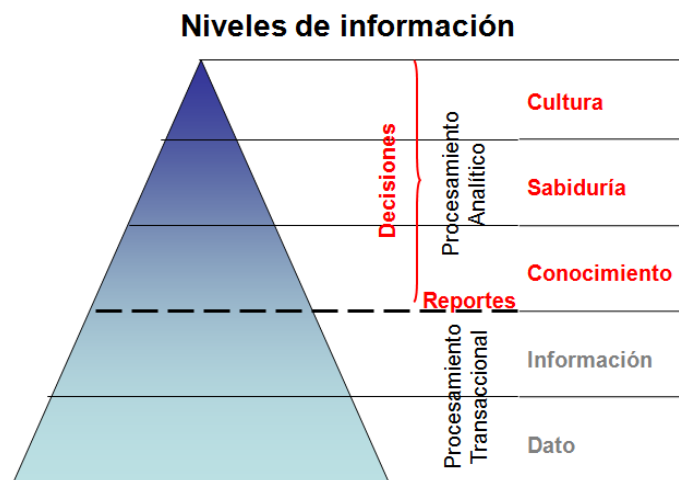 Niveles de información
Cultura
Decisiones
Procesamiento
Analítico
Sabiduría
Conocimiento
Reportes
Procesamiento
Transaccional
Información
Dato